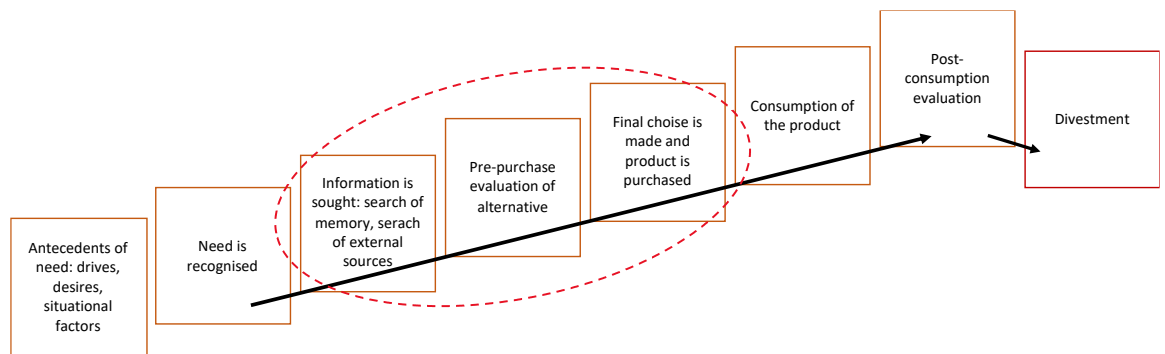 Antecedents of
need: drives,
desires,
situational
factors
Need is
recognised
Information is
sought: search of
memory, serach
of external
sources
Pre-purchase
evaluation of
alternative
Final choise is
made and
product is
purchased
Consumption of
the product
Post-
consumption
evaluation
Divestment